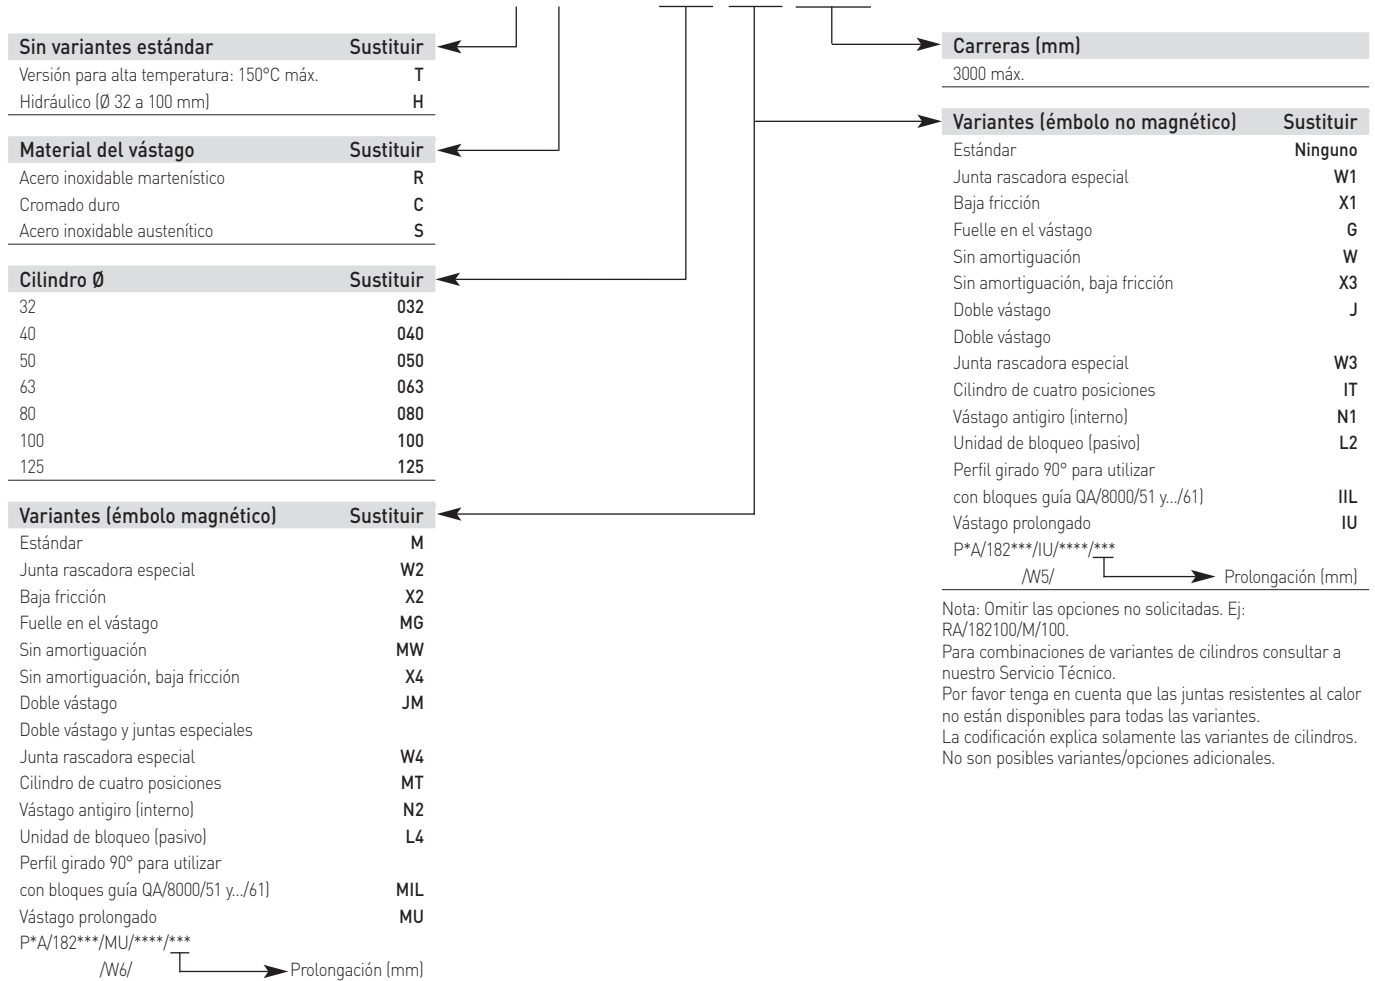 Sin variantes estándar Sustituir
Versión para alta temperatura: 150°C máx. T
Hidráulico (Ø 32 a 100 mm) H
Material del vástago Sustituir
Acero inoxidable martenístico R
Cromado duro C
Acero inoxidable austenítico S
Cilindro Ø Sustituir
32 032
40 040
50 050
63 063
80 080
100 100
125 125
Variantes (émbolo magnético) Sustituir
Estándar M
Junta rascadora especial W2
Baja fricción X2
Fuelle en el vástago MG
Sin amortiguación MW
Sin amortiguación, baja fricción X4
Doble vástago JM
Doble vástago y juntas especiales
Junta rascadora especial W4
Cilindro de cuatro posiciones MT
Vástago antigiro (interno) N2
Unidad de bloqueo (pasivo) L4
Perfil girado 90° para utilizar
con bloques guía QA/8000/51 y.../61) MIL
Vástago prolongado MU
P*A/182***/MU/****/***
/W6/ Prolongación (mm)
Carreras (mm)
3000 máx.
Variantes (émbolo no magnético) Sustituir
Estándar Ninguno
Junta rascadora especial W1
Baja fricción X1
Fuelle en el vástago G
Sin amortiguación W
Sin amortiguación, baja fricción X3
Doble vástago J
Doble vástago
Junta rascadora especial W3
Cilindro de cuatro posiciones IT
Vástago antigiro (interno) N1
Unidad de bloqueo (pasivo) L2
Perfil girado 90° para utilizar
con bloques guía QA/8000/51 y.../61) IIL
Vástago prolongado IU
P*A/182***/IU/****/***
/W5/ Prolongación (mm)
Nota: Omitir las opciones no solicitadas. Ej:
RA/182100/M/100.
Para combinaciones de variantes de cilindros consultar a
nuestro Servicio Técnico.
Por favor tenga en cuenta que las juntas resistentes al calor
no están disponibles para todas las variantes.
La codificación explica solamente las variantes de cilindros.
No son posibles variantes/opciones adicionales.